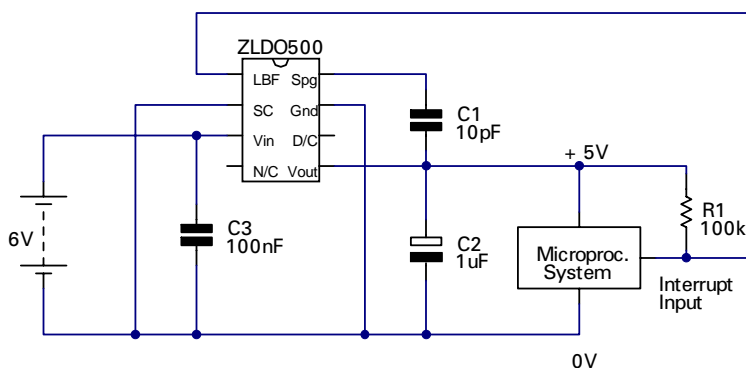 ZLDO500
LBF Spg
SC Gnd
Vin D/C
N/C Vout
C1
10pF
+ 5V
6V
C3
100nF
C2
1uF
R1
100k
Microproc.
System
Interrupt
Input
0V